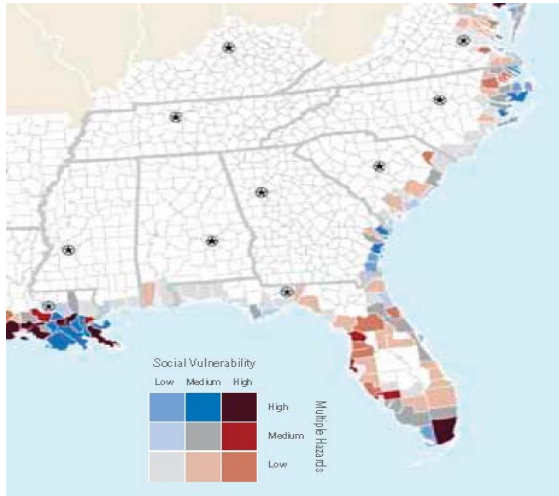 Social Vulnerability
Low Medium High
High
Medium
Low
Multiple Hazards